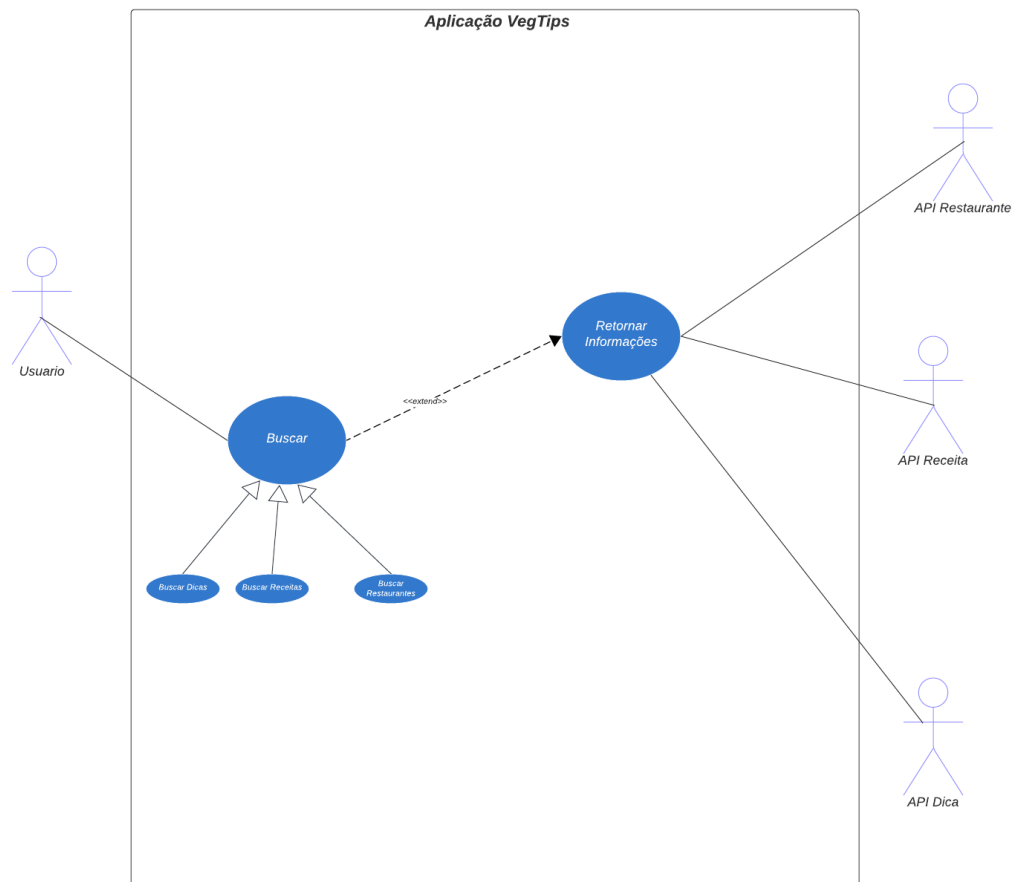 Aplicação VegTips
API Restaurante
Retornar
Informações
Usuario
<<extend>>
Buscar
API Receita
Buscar Dicas
Buscar Receitas
Buscar
Restaurantes
API Dica